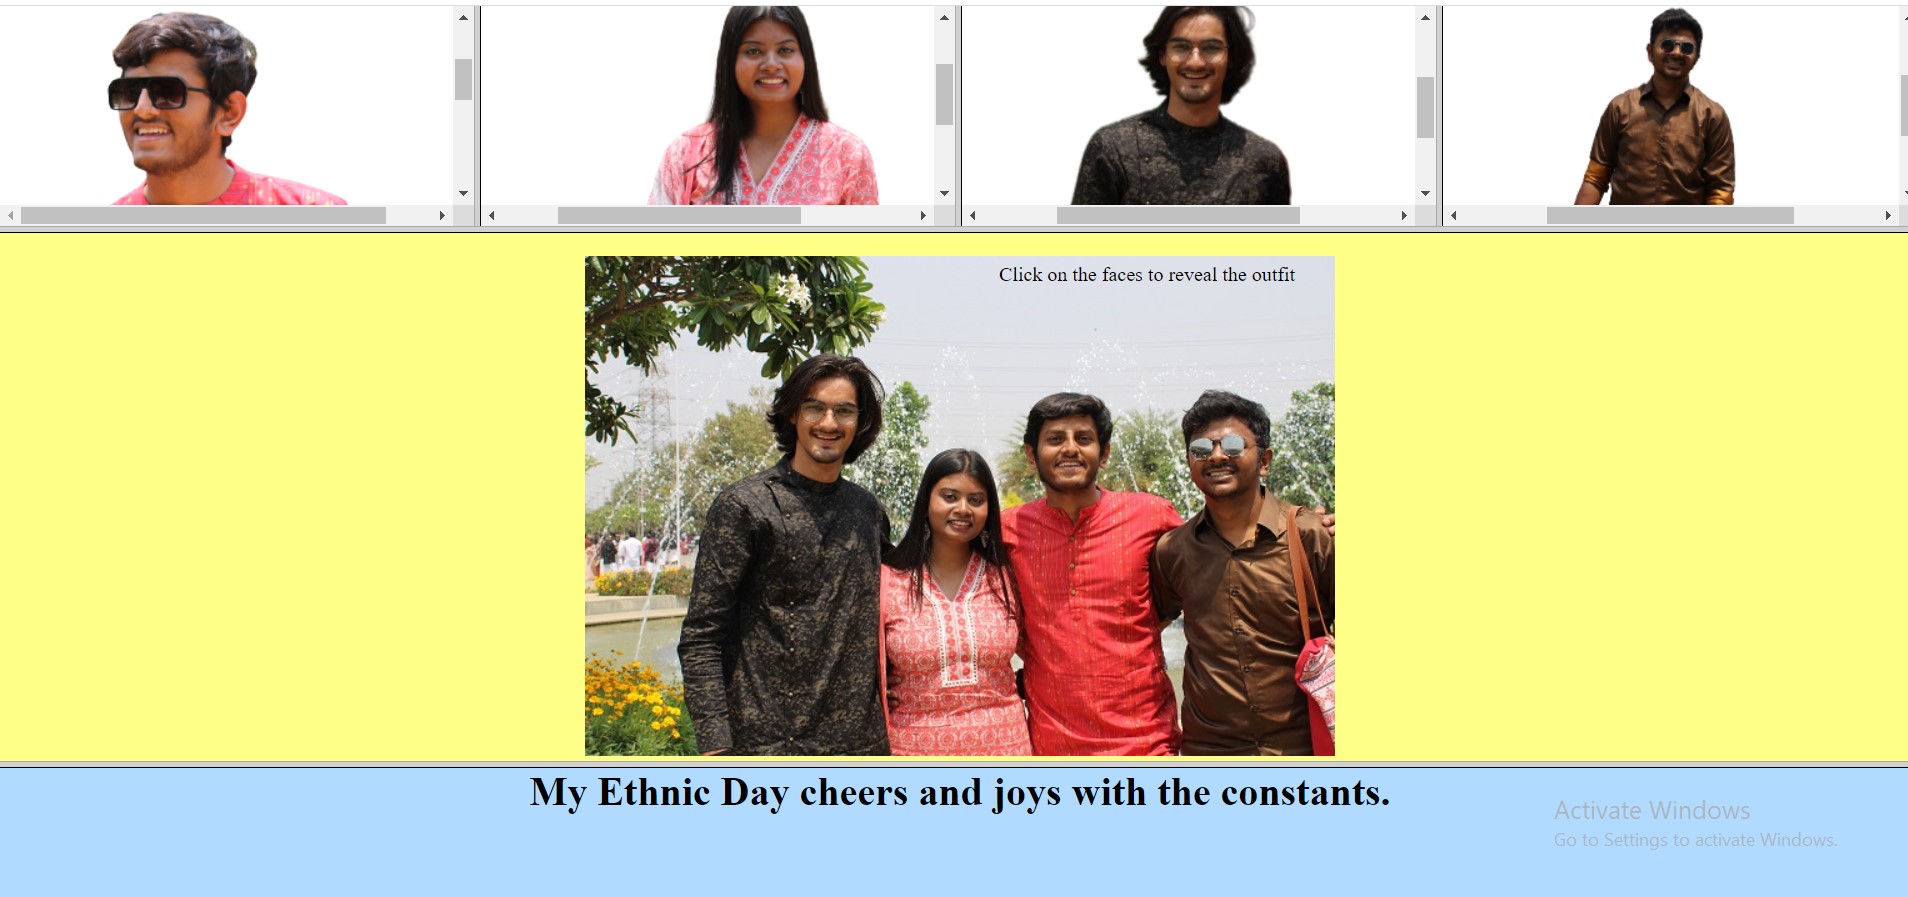 Click on the faces to reveal the outfit
My Ethnic Day cheers and joys with the constants.
Activate Windows
Go to Settings to activate Windows.